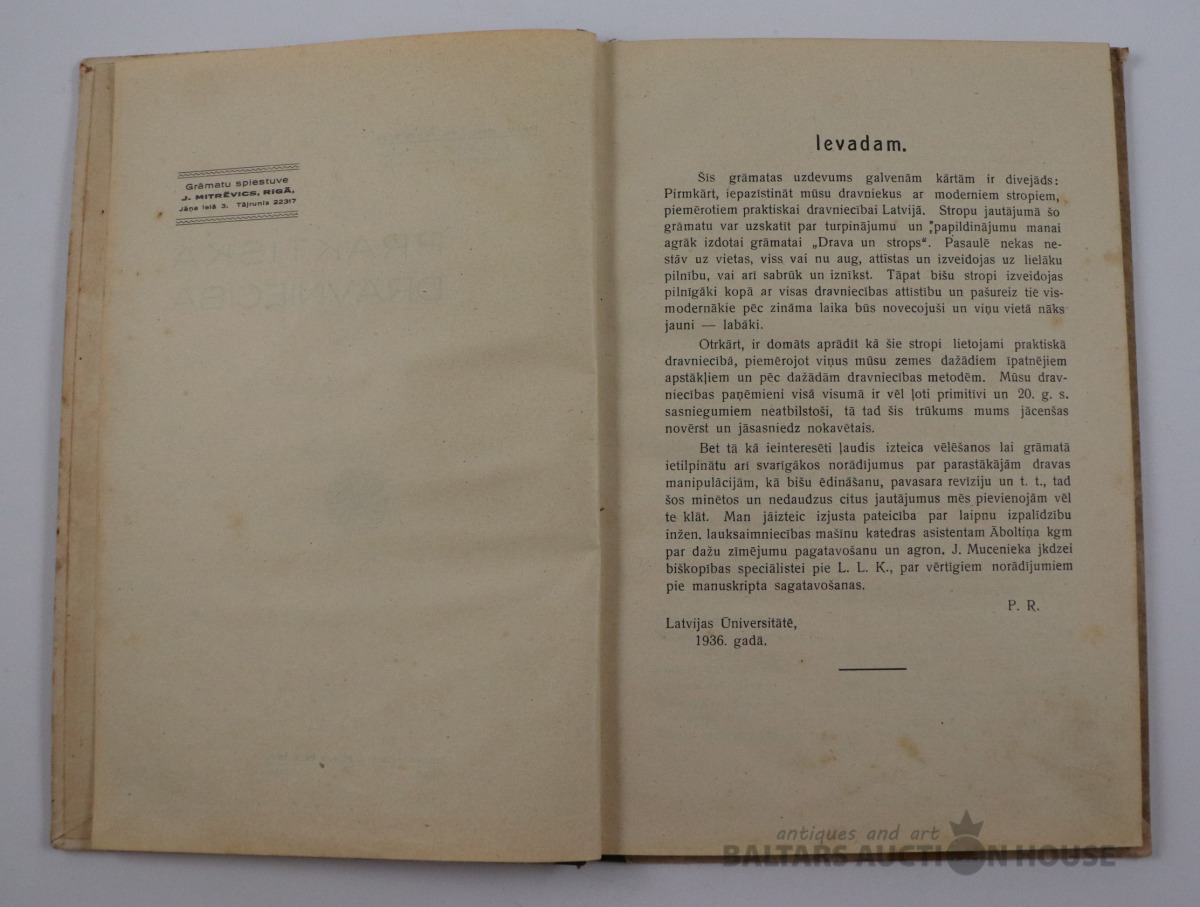 Grāmatu spiestuve
J. MITRĒVICS, RĪGĀ,
Jāņa ielā 3. Tājrunis 22317
Ievadam.
Šis grāmatas uzdevums galvenām kārtām ir divejāds:
Pirmkārt, iepazīstināt mūsu dravniekus ar moderniem stropiem,
piemērotiem praktiskai dravniecībai Latvijā. Stropu jautājumā šo
grāmatu var uzskatīt par turpinājumu un papildinājumu manai
agrāk izdotai grāmatai „Drava un strops“. Pasaulē nekas ne-
stāv uz vietas, viss vai nu aug, attīstas un izveidojas uz lielāku
pilnību, vai arī sabrūk un iznīkst. Tāpat bišu stropi izveidojas
pilnīgāki kopā ar visas dravniecības attīstību un pašureiz tie vis-
modernākie pēc zināma laika būs novecojuši un viņu vietā nāks
jauni — labāki.
Otrkārt, ir domāts aprādīt kā šie stropi lietojami praktiskā
dravniecībā, piemērojot viņus mūsu zemes dažādiem īpatnējiem
apstākļiem un pēc dažādām dravniecības metodēm. Mūsu drav-
niecības paņēmieni visā visumā ir vēl ļoti primitīvi un 20. g. s.
sasniegumiem neatbilstoši, tā tad šis trūkums mums jācenšas
novērst un jāsasniedz nokavētais.
Bet tā kā ieinteresēti ļaudis izteica vēlēšanos lai grāmatā
ietilpinātu arī svarīgākos norādījumus par parastākajām dravas
manipulācijām, kā bišu ēdināšanu, pavasara revīziju un t. t., tad
šos minētos un nedaudzus citus jautājumus mēs pievienojām vēl
te klāt. Man jāizteic izjusta pateicība par laipnu izpalīdzību
inžen. lauksaimniecības mašīnu katedras asistentam Āboltiņa kgm
par dažu zīmējumu pagatavošanu un agron. J. Mucenieka jkdzei
biškopības speciālistei pie L. L. K., par vērtīgiem norādījumiem
pie manuskripta sagatavošanas.
P. R.
Latvijas Ūniversitātē,
1936. gadā.
antiques and art
BALTARS AUCTION HOUSE